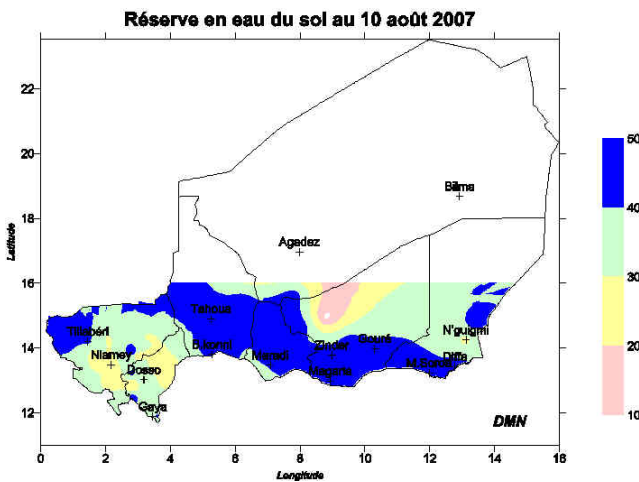 Réserve en eau du sol au 10 août 2007
22
20
18
16
14
12
Latitude
0
2
4
6
8
10
12
14
16
Longitude
Bilma
Agadez
Tahoua
Tillabéri
N'guigmi
B.konni
Zinder
Gouré
Niamey
Maradi
Diffa
Dosso
Magaria
M.Soroa
Gaya
DMN
50
40
30
20
10